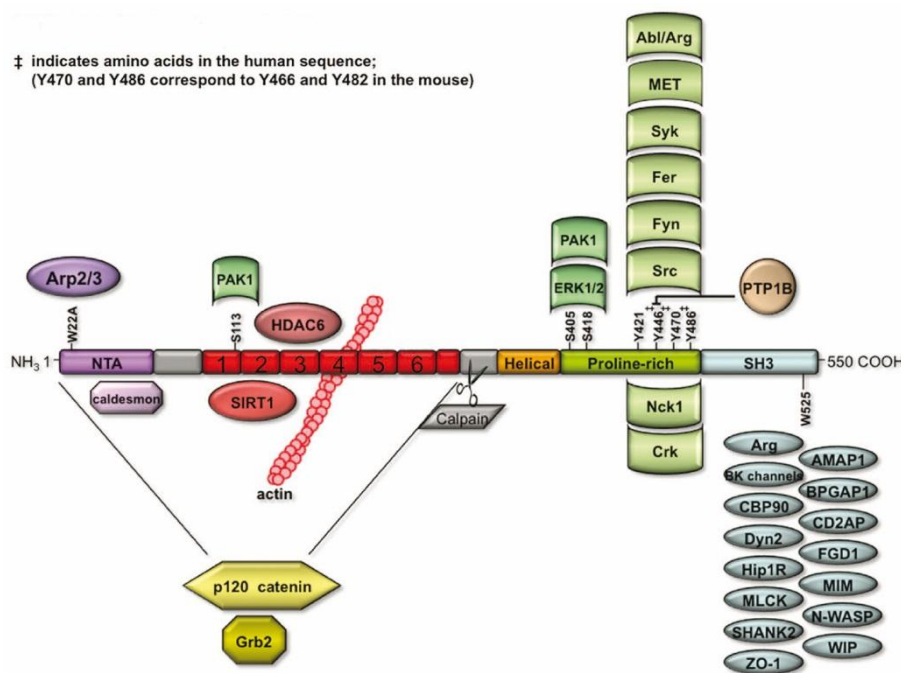 ‡ indicates amino acids in the human sequence;
(Y470 and Y486 correspond to Y466 and Y482 in the mouse)
Abl/Arg
MET
Syk
Fer
Fyn
Src
PAK1
ERK1/2
Arp2/3
PAK1
HDAC6
PTP1B
W22A
S113
S405
S418
Y421
Y446‡
Y470‡
Y486‡
NH₃ 1
NTA
1 2 3 4 5 6
Helical
Proline-rich
SH3
550 COOH
caldesmon
SIRT1
Calpain
Nck1
Crk
W525
actin
p120 catenin
Grb2
Arg
BK channels
CBP90
Dyn2
Hip1R
MLCK
SHANK2
ZO-1
AMAP1
BPGAP1
CD2AP
FGD1
MIM
N-WASP
WIP